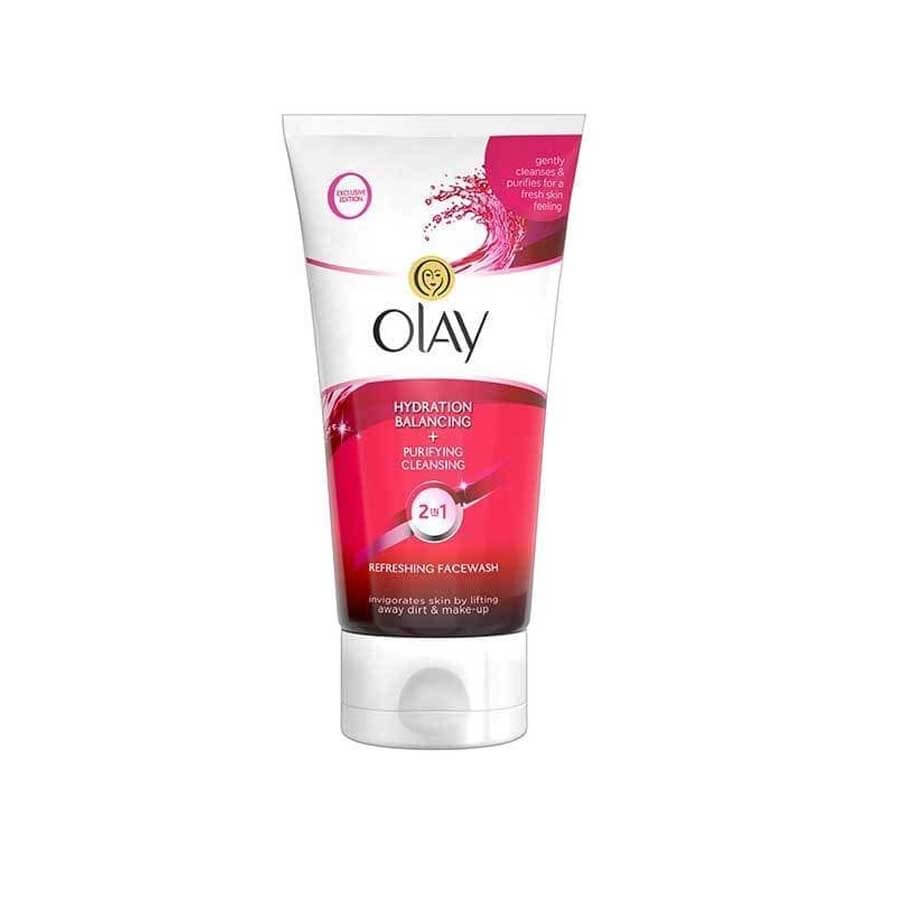 EXCLUSIVE
EDITION
gently
cleanses &
purifies for a
fresh skin
feeling
OLAY
HYDRATION
BALANCING
+
PURIFYING
CLEANSING
2 IN 1
REFRESHING FACEWASH
invigorates skin by lifting
away dirt & make-up